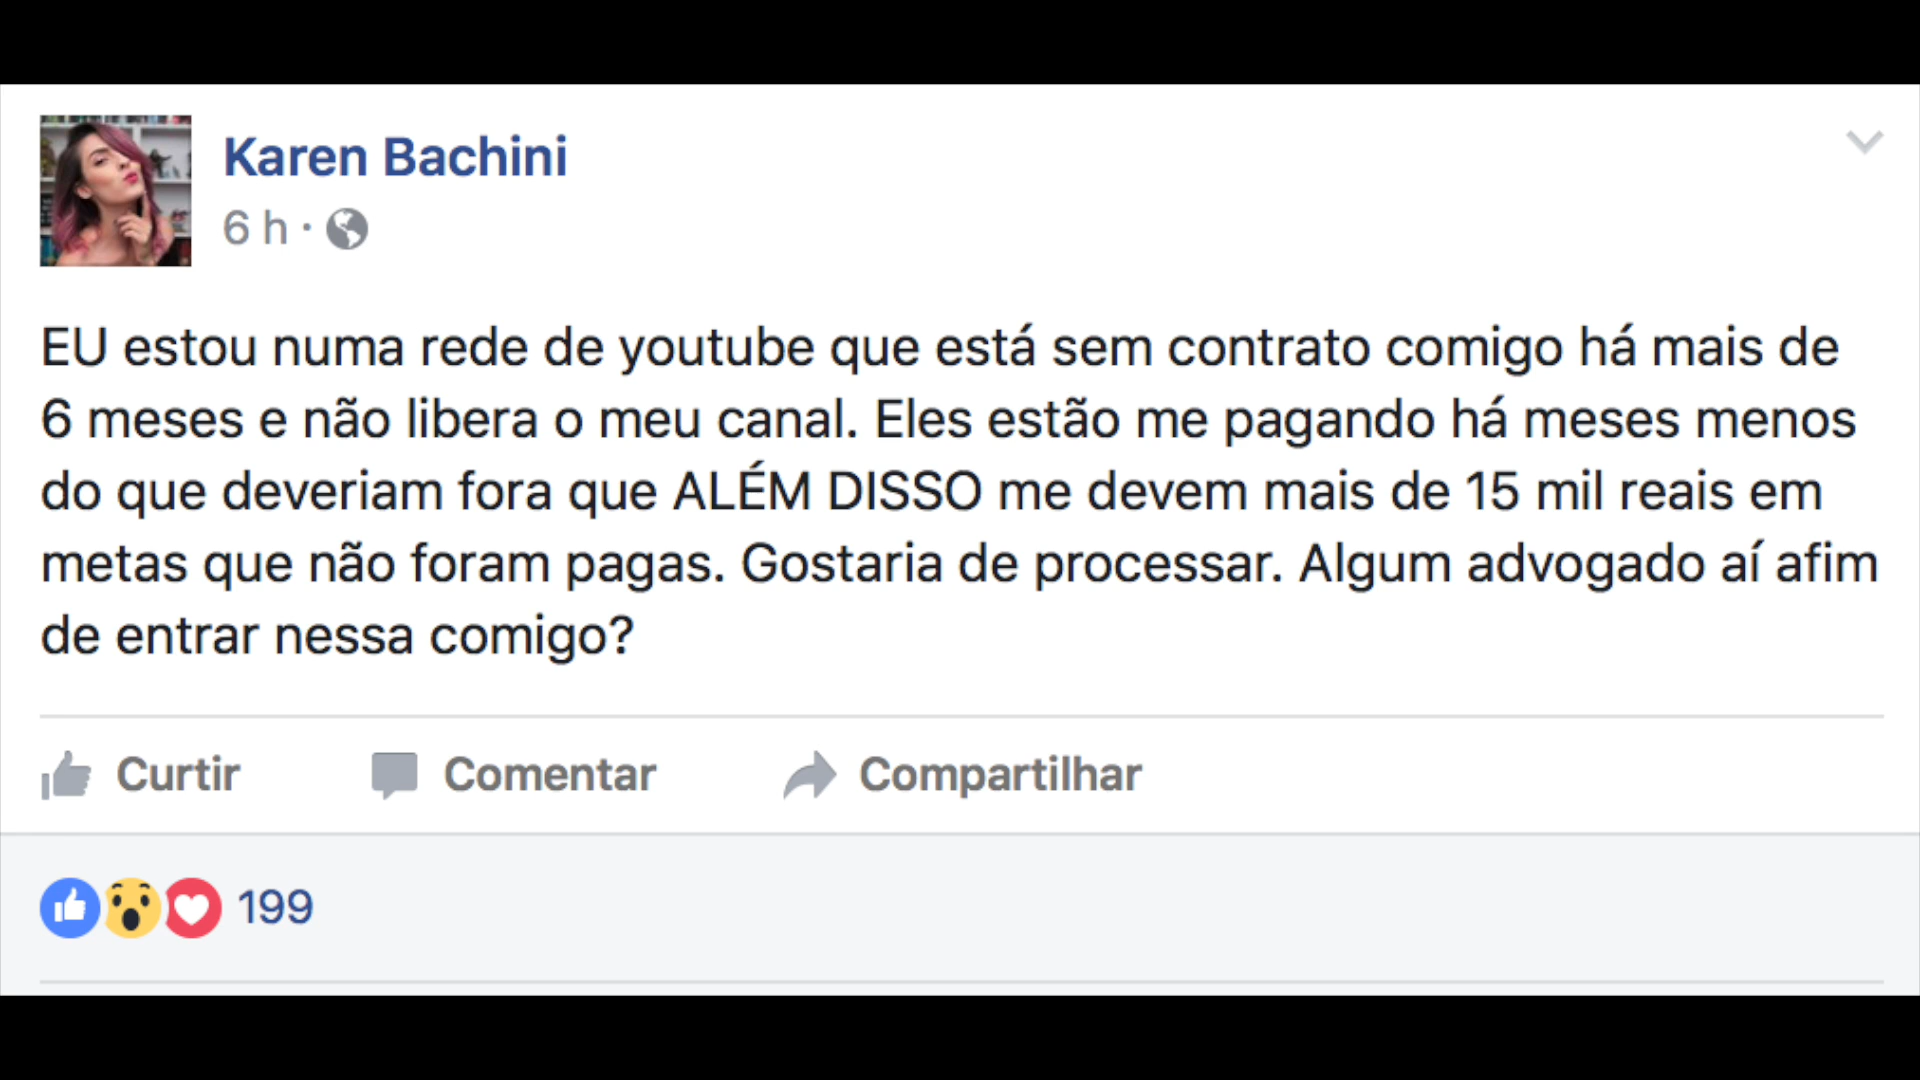 Karen Bachini
6 h ·
EU estou numa rede de youtube que está sem contrato comigo há mais de
6 meses e não libera o meu canal. Eles estão me pagando há meses menos
do que deveriam fora que ALÉM DISSO me devem mais de 15 mil reais em
metas que não foram pagas. Gostaria de processar. Algum advogado aí afim
de entrar nessa comigo?
Curtir Comentar Compartilhar
199